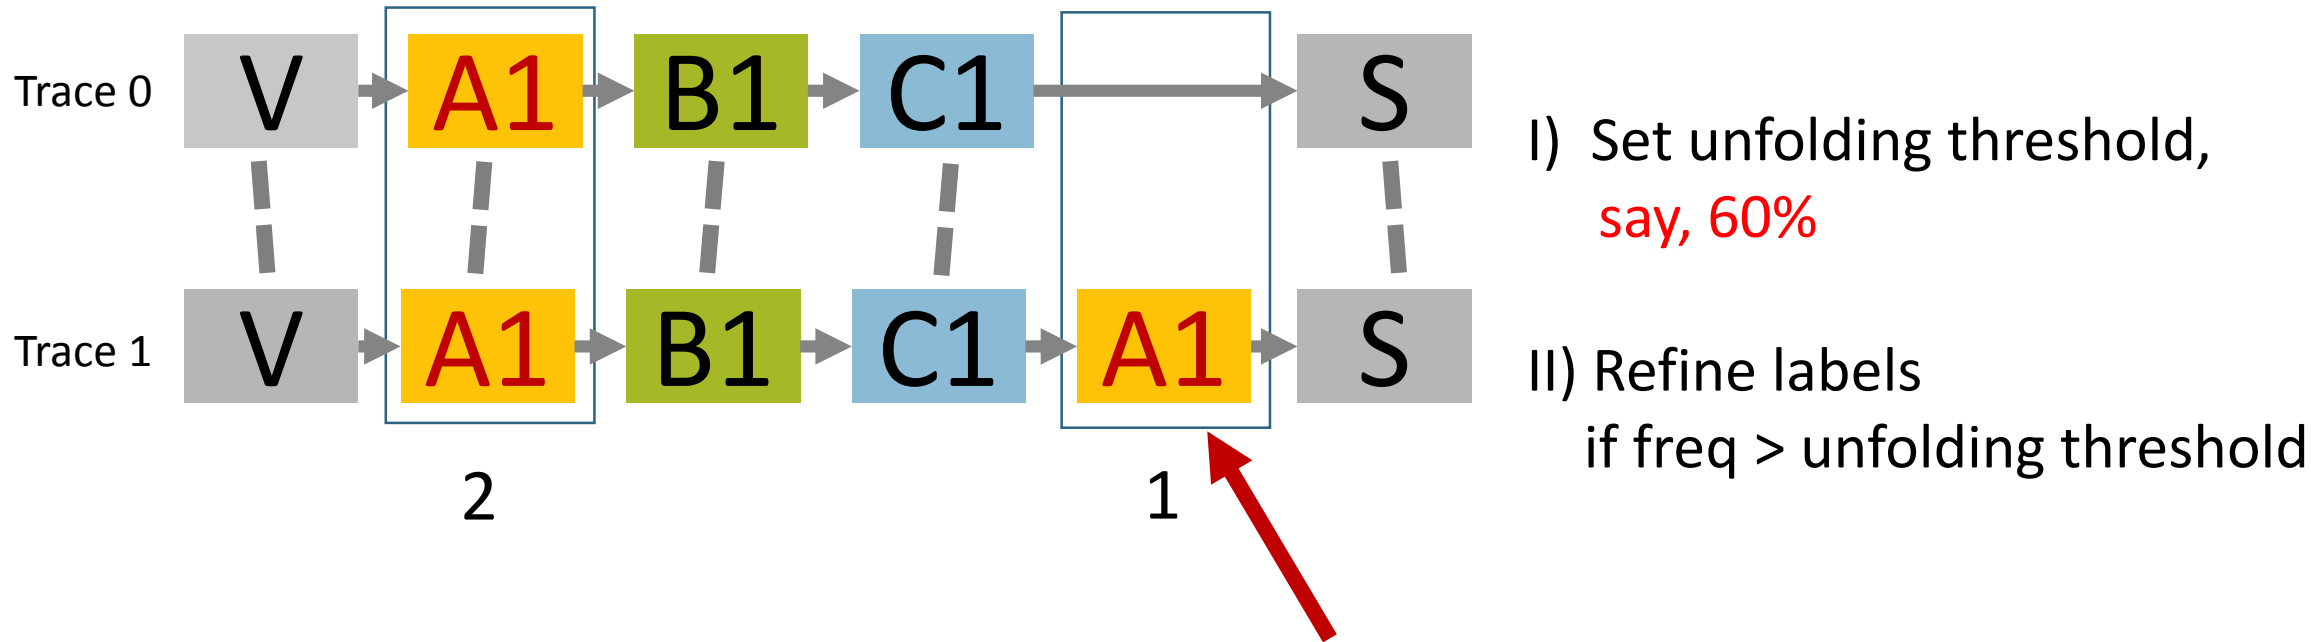 Trace 0 V A1 B1 C1 S
I) Set unfolding threshold,
say, 60%
Trace 1 V A1 B1 C1 A1 S
II) Refine labels
if freq > unfolding threshold
2 1